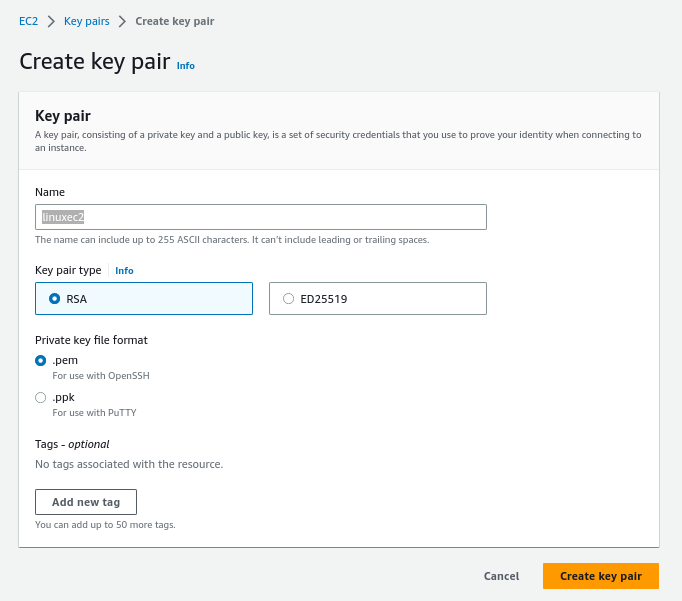 EC2 > Key pairs > Create key pair
Create key pair Info
Key pair
A key pair, consisting of a private key and a public key, is a set of security credentials that you use to prove your identity when connecting to
an instance.
Name
linuxec2
The name can include up to 255 ASCII characters. It can't include leading or trailing spaces.
Key pair type Info
RSA ED25519
Private key file format
.pem
For use with OpenSSH
.ppk
For use with PuTTY
Tags - optional
No tags associated with the resource.
Add new tag
You can add up to 50 more tags.
Cancel Create key pair